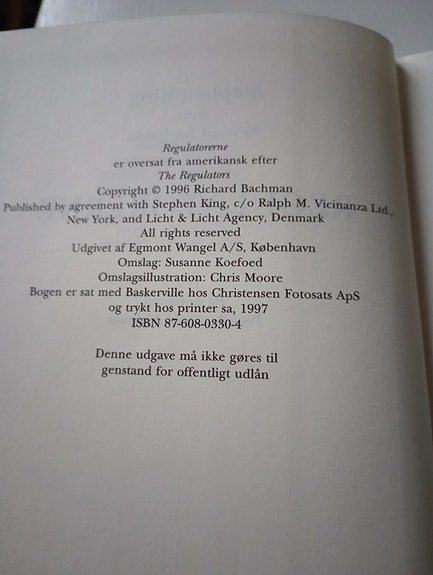 Regulatorerne
er oversat fra amerikansk efter
The Regulators
Copyright © 1996 Richard Bachman
Published by agreement with Stephen King, c/o Ralph M. Vicinanza Ltd.,
New York, and Licht & Licht Agency, Denmark
All rights reserved
Udgivet af Egmont Wangel A/S, København
Omslag: Susanne Koefoed
Omslagsillustration: Chris Moore
Bogen er sat med Baskerville hos Christensen Fotosats ApS
og trykt hos printer sa, 1997
ISBN 87-608-0330-4
Denne udgave må ikke gøres til
genstand for offentligt udlån